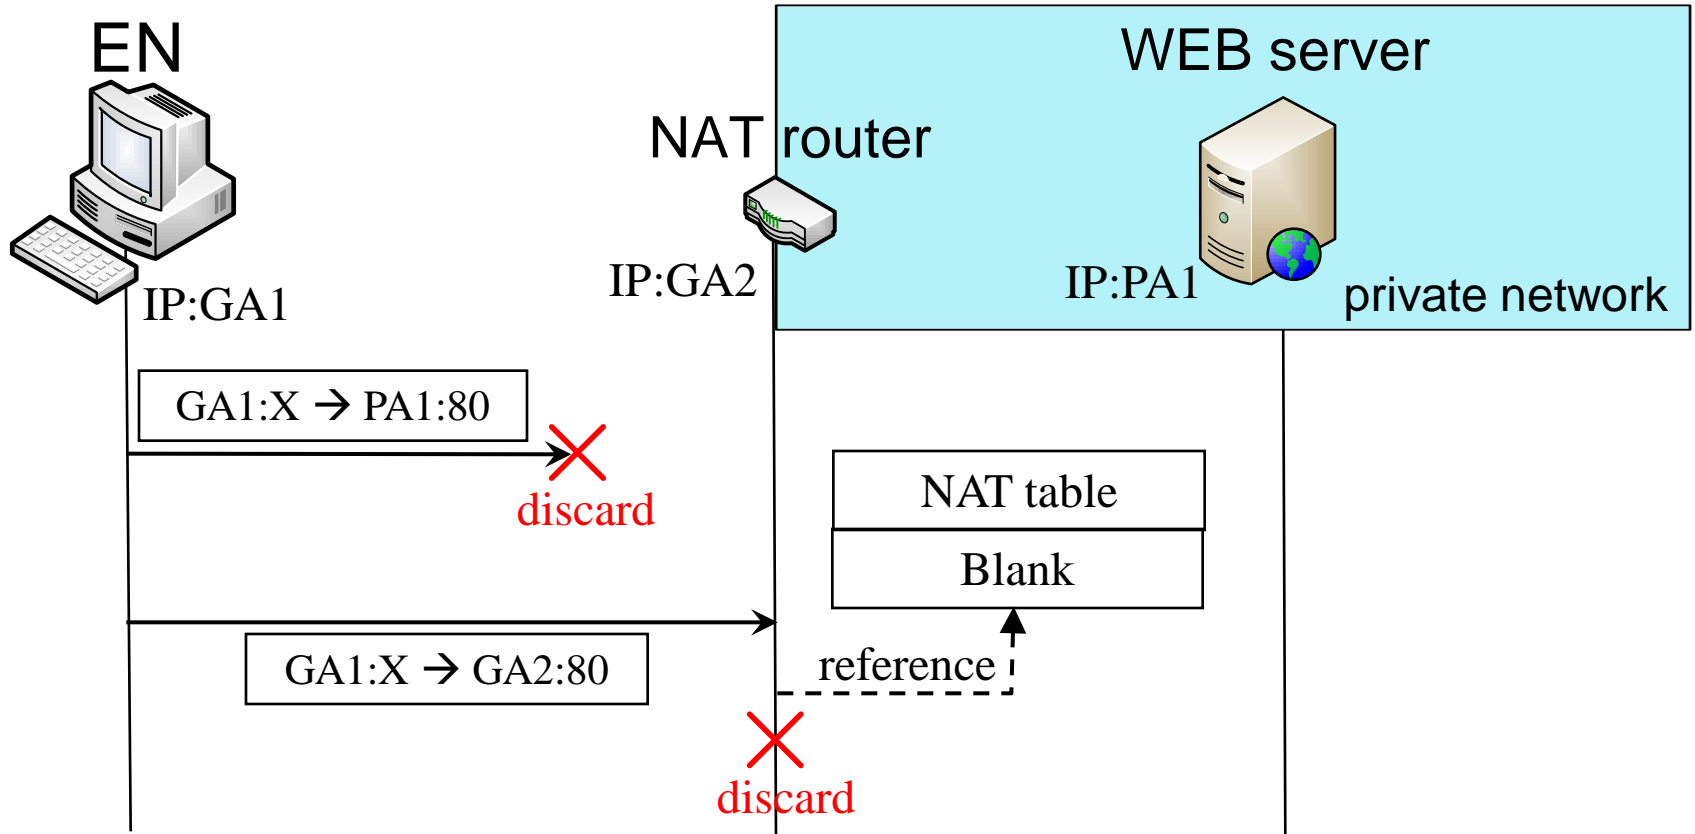 EN
WEB server
NAT router
IP:GA2
IP:PA1
private network
IP:GA1
GA1:X → PA1:80
discard
NAT table
Blank
GA1:X → GA2:80
reference
discard